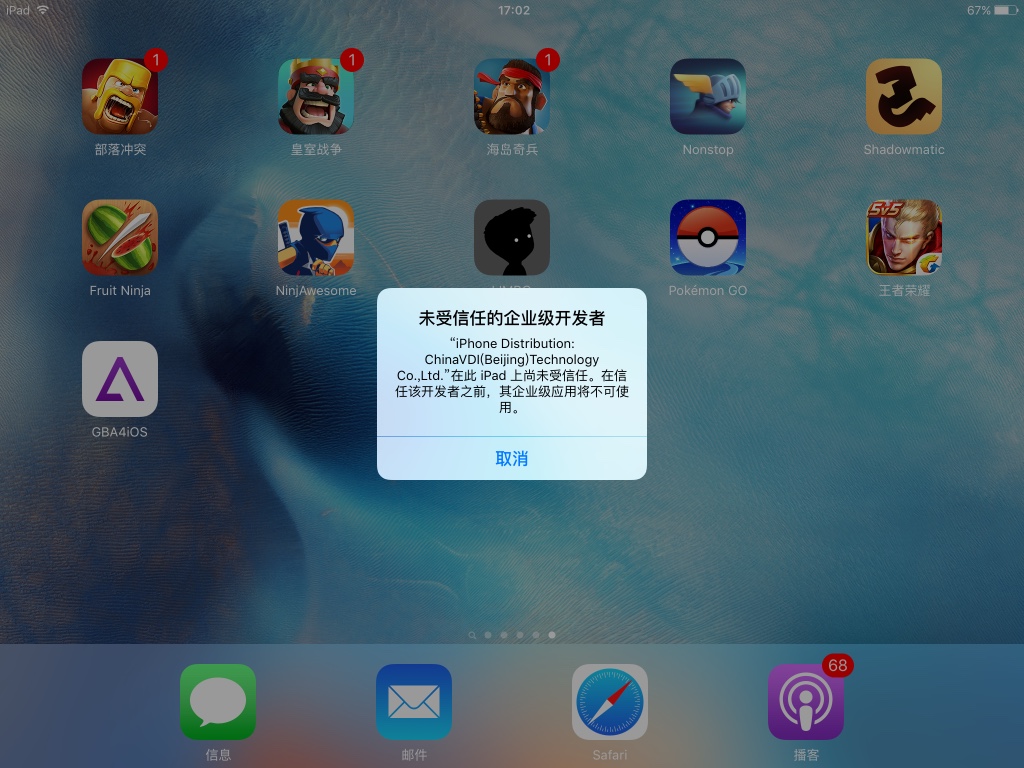 iPad
17:02
67%
1
1
1
部落冲突
皇室战争
海岛奇兵
Nonstop
Shadowmatic
5v5
Fruit Ninja
NinjAwesome
LIMBO
Pokémon GO
王者荣耀
未受信任的企业级开发者
“iPhone Distribution:
ChinaVDI(Beijing)Technology
Co.,Ltd.”在此 iPad 上尚未受信任。在信
任该开发者之前，其企业级应用将不可使
用。
取消
GBA4iOS
68
信息
邮件
Safari
播客